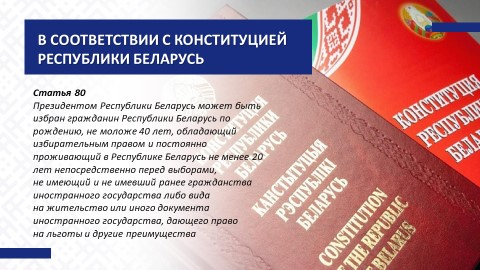 В СООТВЕТСТВИИ С КОНСТИТУЦИЕЙ
РЕСПУБЛИКИ БЕЛАРУСЬ
Статья 80
Президентом Республики Беларусь может быть
избран гражданин Республики Беларусь по
рождению, не моложе 40 лет, обладающий
избирательным правом и постоянно
проживающий в Республике Беларусь не менее 20
лет непосредственно перед выборами,
не имеющий и не имевший ранее гражданства
иностранного государства либо вида
на жительство или иного документа
иностранного государства, дающего право
на льготы и другие преимущества
КОНСТИТУЦИЯ
РЕСПУБЛИКИ
БЕЛАРУСЬ
КАНСТЫТУЦЫЯ
РЭСПУБЛІКІ
БЕЛАРУСЬ
CONSTITUTION
OF THE REPUBLIC
КОНСТИТУЦИЯ